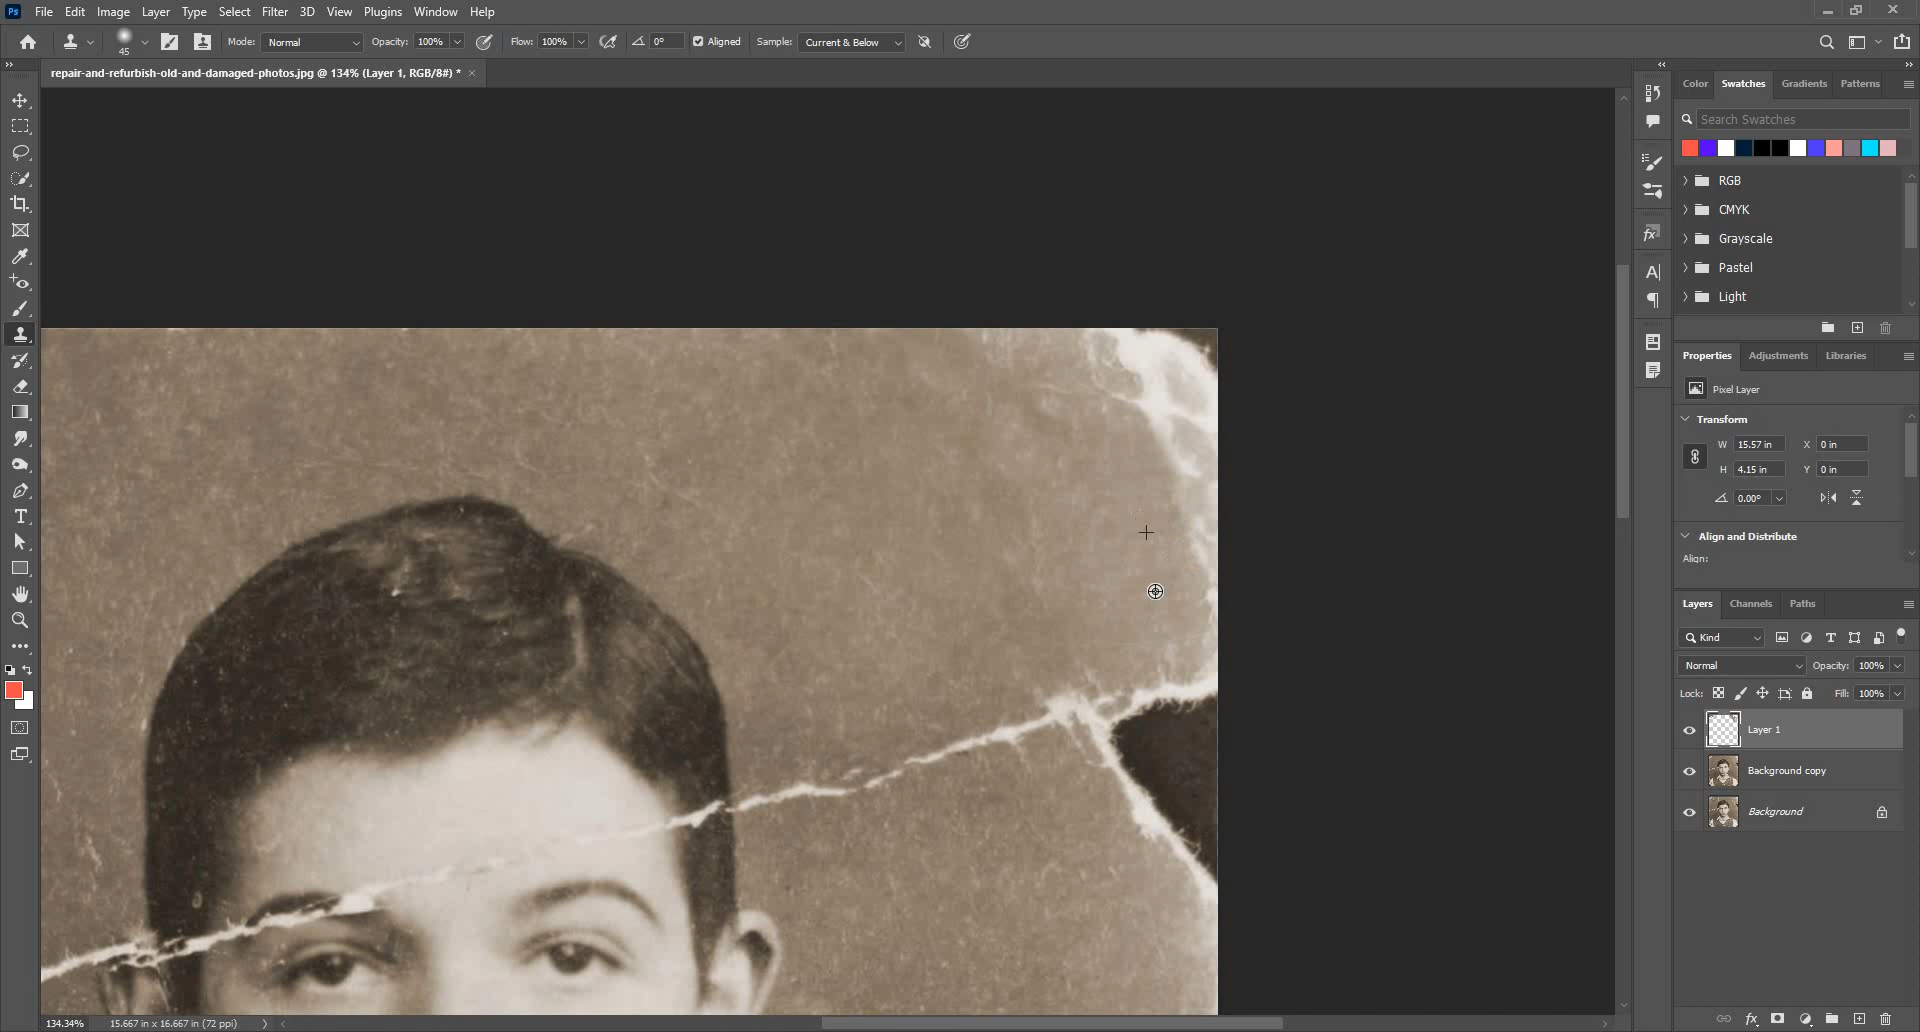 Ps File Edit Image Layer Type Select Filter 3D View Plugins Window Help
45 Mode: Normal Opacity: 100% Flow: 100% 0° Aligned Sample: Current & Below
repair-and-refurbish-old-and-damaged-photos.jpg @ 134% (Layer 1, RGB/8#) * ×
Color Swatches Gradients Patterns
Search Swatches
RGB
CMYK
Grayscale
Pastel
Light
Properties Adjustments Libraries
Pixel Layer
Transform
W 15.57 in X 0 in
H 4.15 in Y 0 in
0.00°
Align and Distribute
Align:
Layers Channels Paths
Kind
Normal Opacity: 100%
Lock: Fill: 100%
Layer 1
Background copy
Background
134.34% 15.667 in x 16.667 in (72 ppi)